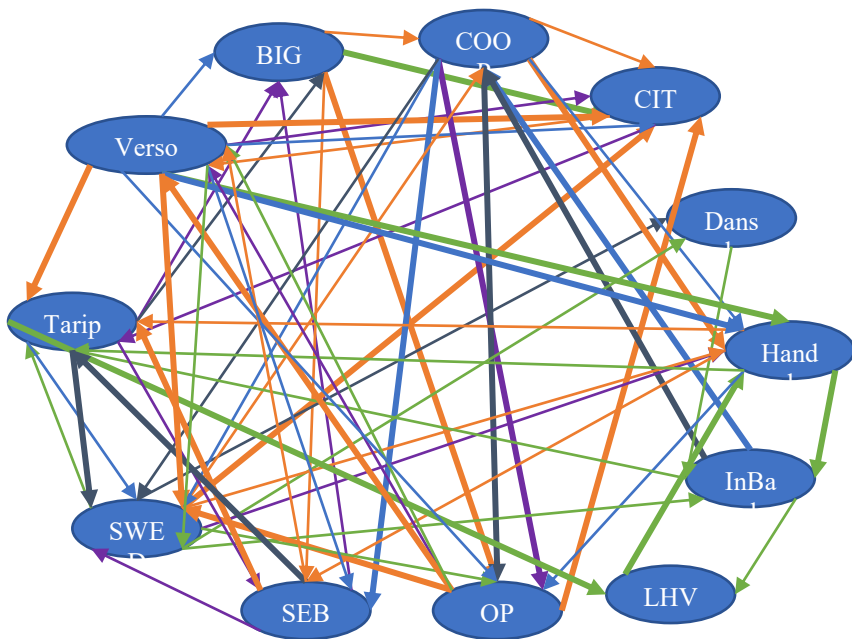 BIG
COO
CIT
Verso
Dans
Tarip
Hand
InBa
SWE
LHV
SEB
OP